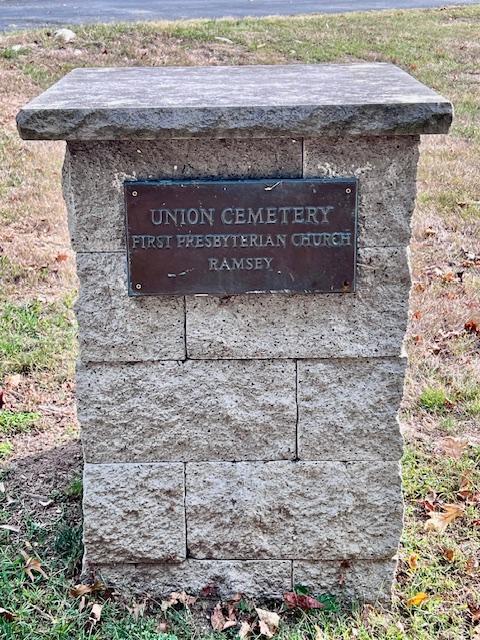 UNION CEMETERY
FIRST PRESBYTERIAN CHURCH
RAMSEY